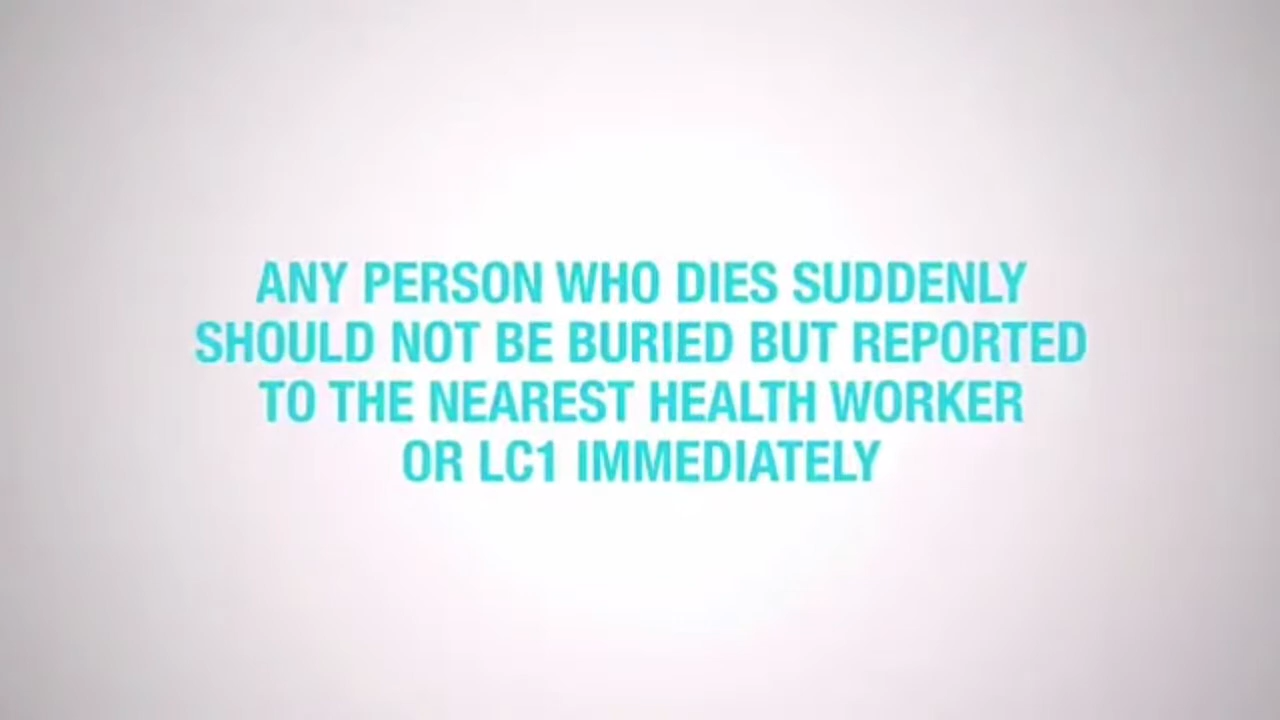 ANY PERSON WHO DIES SUDDENLY
SHOULD NOT BE BURIED BUT REPORTED
TO THE NEAREST HEALTH WORKER
OR LC1 IMMEDIATELY